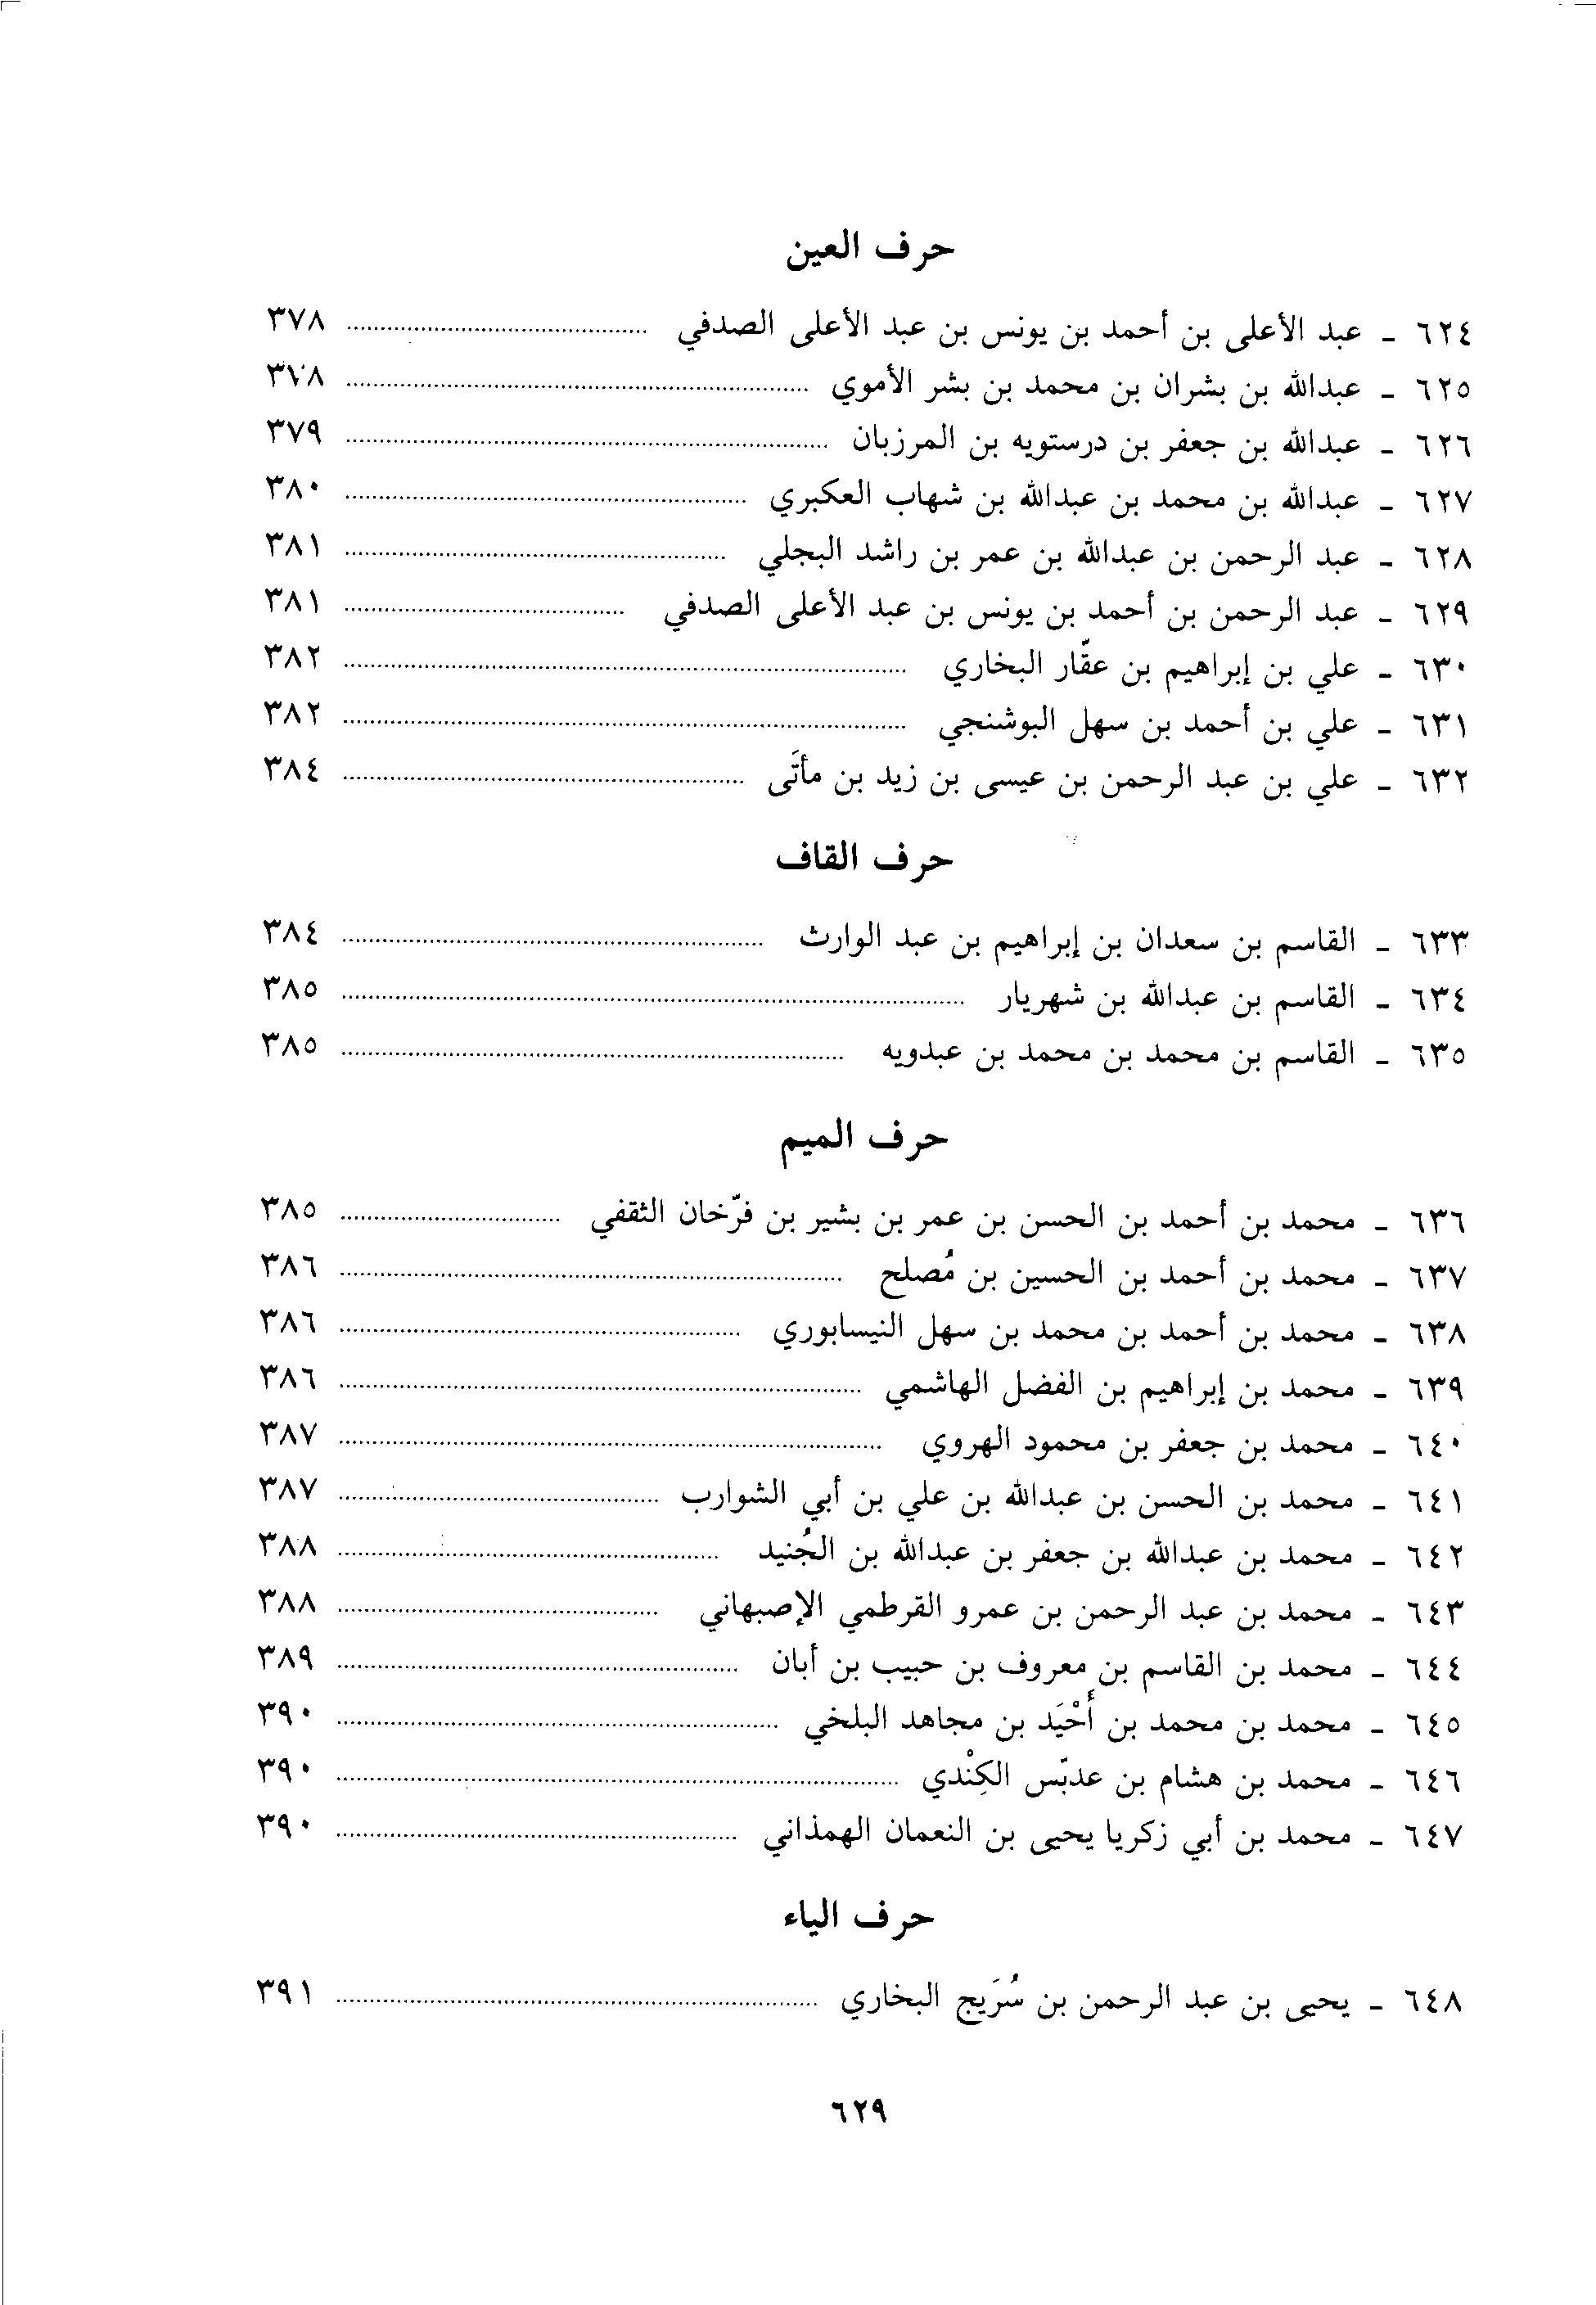 حرف العين
٦٢٤ - عبد الأعلى بن أحمد بن يونس بن عبد الأعلى الصدفي ........ ٣٧٨
٦٢٥ - عبدالله بن بشران بن محمد بن بشر الأموي ........ ٣٧٨
٦٢٦ - عبدالله بن جعفر بن درستويه بن المرزبان ........ ٣٧٩
٦٢٧ - عبدالله بن محمد بن عبدالله بن شهاب العكبري ........ ٣٨٠
٦٢٨ - عبد الرحمن بن عبدالله بن عمر بن راشد البجلي ........ ٣٨١
٦٢٩ - عبد الرحمن بن أحمد بن يونس بن عبد الأعلى الصدفي ........ ٣٨١
٦٣٠ - علي بن إبراهيم بن عقّار البخاري ........ ٣٨٢
٦٣١ - علي بن أحمد بن سهل البوشنجي ........ ٣٨٢
٦٣٢ - علي بن عبد الرحمن بن عيسى بن زيد بن مأتَى ........ ٣٨٤
حرف القاف
٦٣٣ - القاسم بن سعدان بن إبراهيم بن عبد الوارث ........ ٣٨٤
٦٣٤ - القاسم بن عبدالله بن شهريار ........ ٣٨٥
٦٣٥ - القاسم بن محمد بن محمد بن عبدويه ........ ٣٨٥
حرف الميم
٦٣٦ - محمد بن أحمد بن الحسن بن عمر بن بشير بن فرّخان الثقفي ........ ٣٨٥
٦٣٧ - محمد بن أحمد بن الحسين بن مُصلح ........ ٣٨٦
٦٣٨ - محمد بن أحمد بن محمد بن سهل النيسابوري ........ ٣٨٦
٦٣٩ - محمد بن إبراهيم بن الفضل الهاشمي ........ ٣٨٦
٦٤٠ - محمد بن جعفر بن محمود الهروي ........ ٣٨٧
٦٤١ - محمد بن الحسن بن عبدالله بن علي بن أبي الشوارب ........ ٣٨٧
٦٤٢ - محمد بن عبدالله بن جعفر بن عبدالله بن الجُنيد ........ ٣٨٨
٦٤٣ - محمد بن عبد الرحمن بن عمرو القرطمي الإصبهاني ........ ٣٨٨
٦٤٤ - محمد بن القاسم بن معروف بن حبيب بن أبان ........ ٣٨٩
٦٤٥ - محمد بن محمد بن أُحْيَد بن مجاهد البلخي ........ ٣٩٠
٦٤٦ - محمد بن هشام بن عدبّس الكِنْدي ........ ٣٩٠
٦٤٧ - محمد بن أبي زكريا يحيى بن النعمان الهمذاني ........ ٣٩٠
حرف الياء
٦٤٨ - يحيى بن عبد الرحمن بن سُرَيج البخاري ........ ٣٩١
٦٢٩